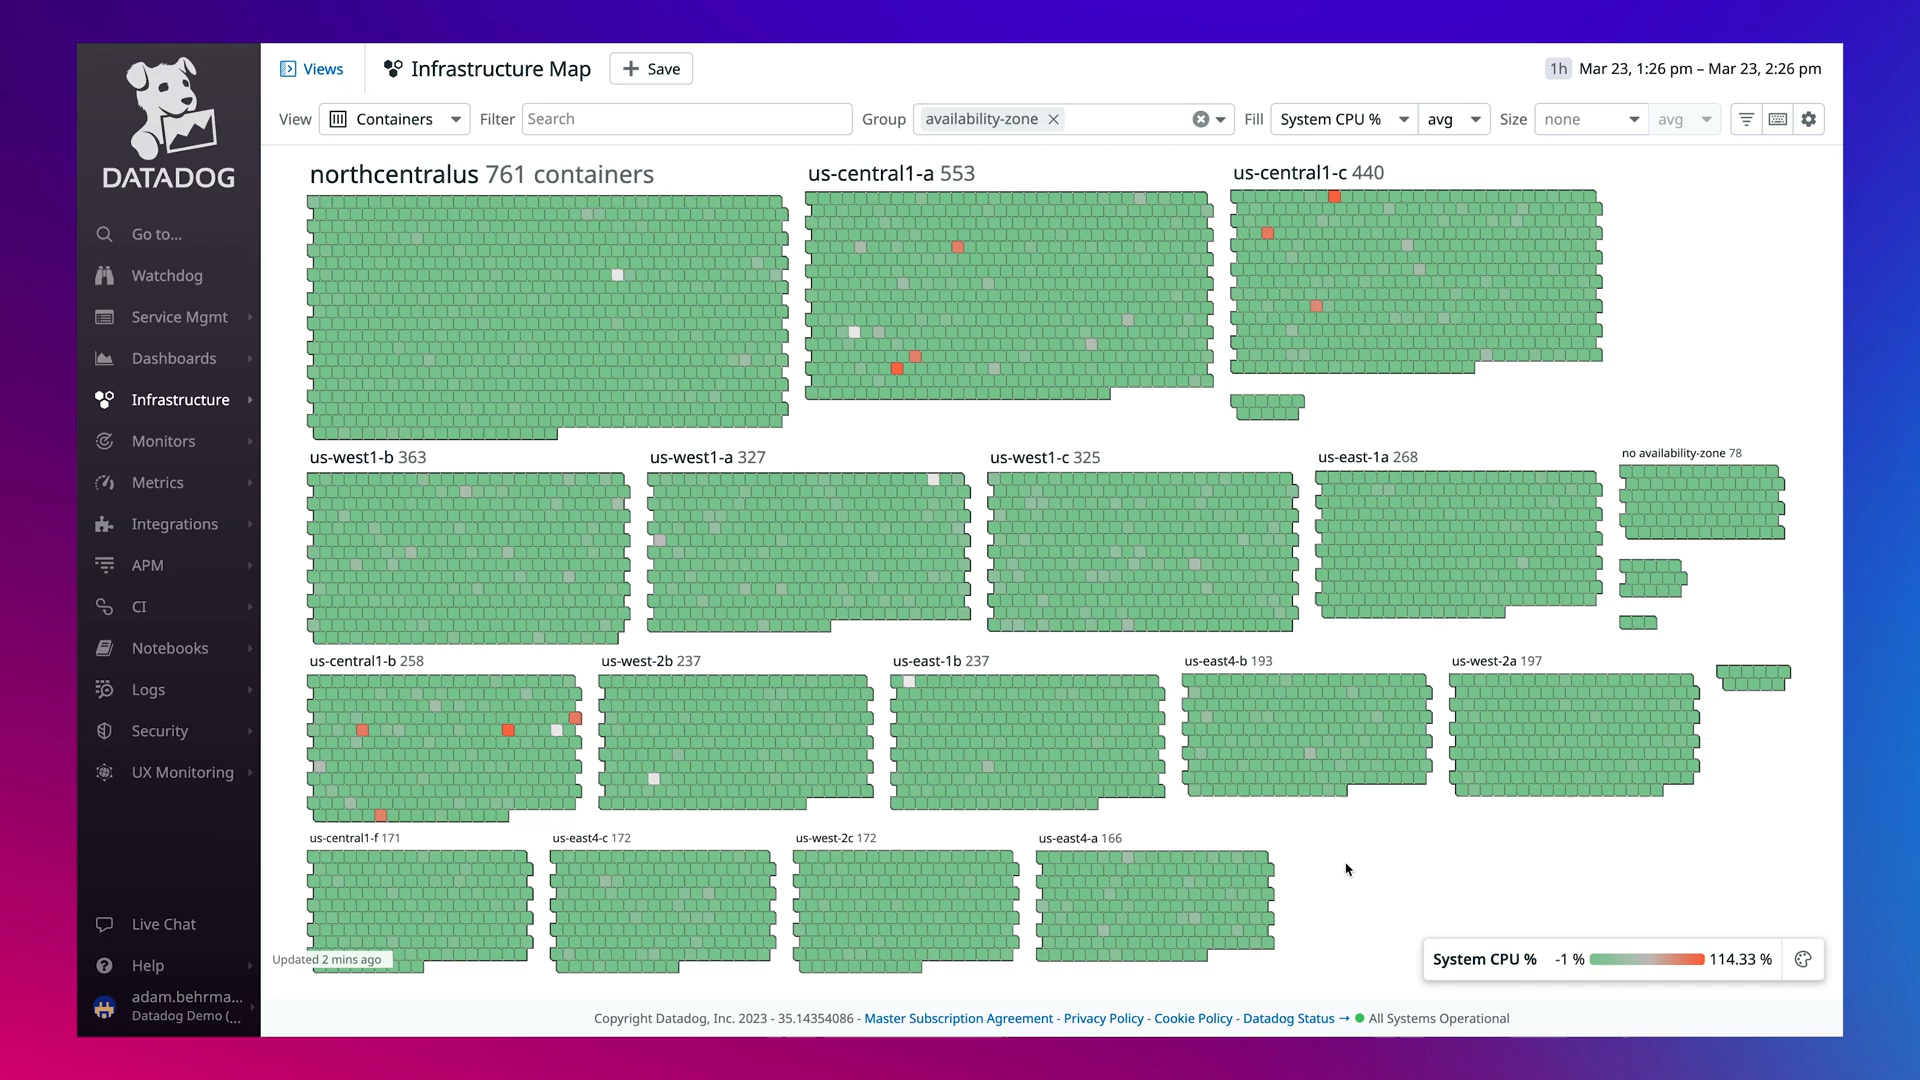 DATADOG
Go to...
Watchdog
Service Mgmt
Dashboards
Infrastructure
Monitors
Metrics
Integrations
APM
CI
Notebooks
Logs
Security
UX Monitoring
Live Chat
Help
adam.behrma...
Datadog Demo (...
Views
Infrastructure Map
Save
1h Mar 23, 1:26 pm – Mar 23, 2:26 pm
View Containers Filter Search Group availability-zone Fill System CPU % avg Size none avg
northcentralus 761 containers
us-central1-a 553
us-central1-c 440
us-west1-b 363
us-west1-a 327
us-west1-c 325
us-east-1a 268
no availability-zone 78
us-central1-b 258
us-west-2b 237
us-east-1b 237
us-east4-b 193
us-west-2a 197
us-central1-f 171
us-east4-c 172
us-west-2c 172
us-east4-a 166
Updated 2 mins ago
System CPU % -1 % 114.33 %
Copyright Datadog, Inc. 2023 - 35.14354086 - Master Subscription Agreement - Privacy Policy - Cookie Policy - Datadog Status → All Systems Operational